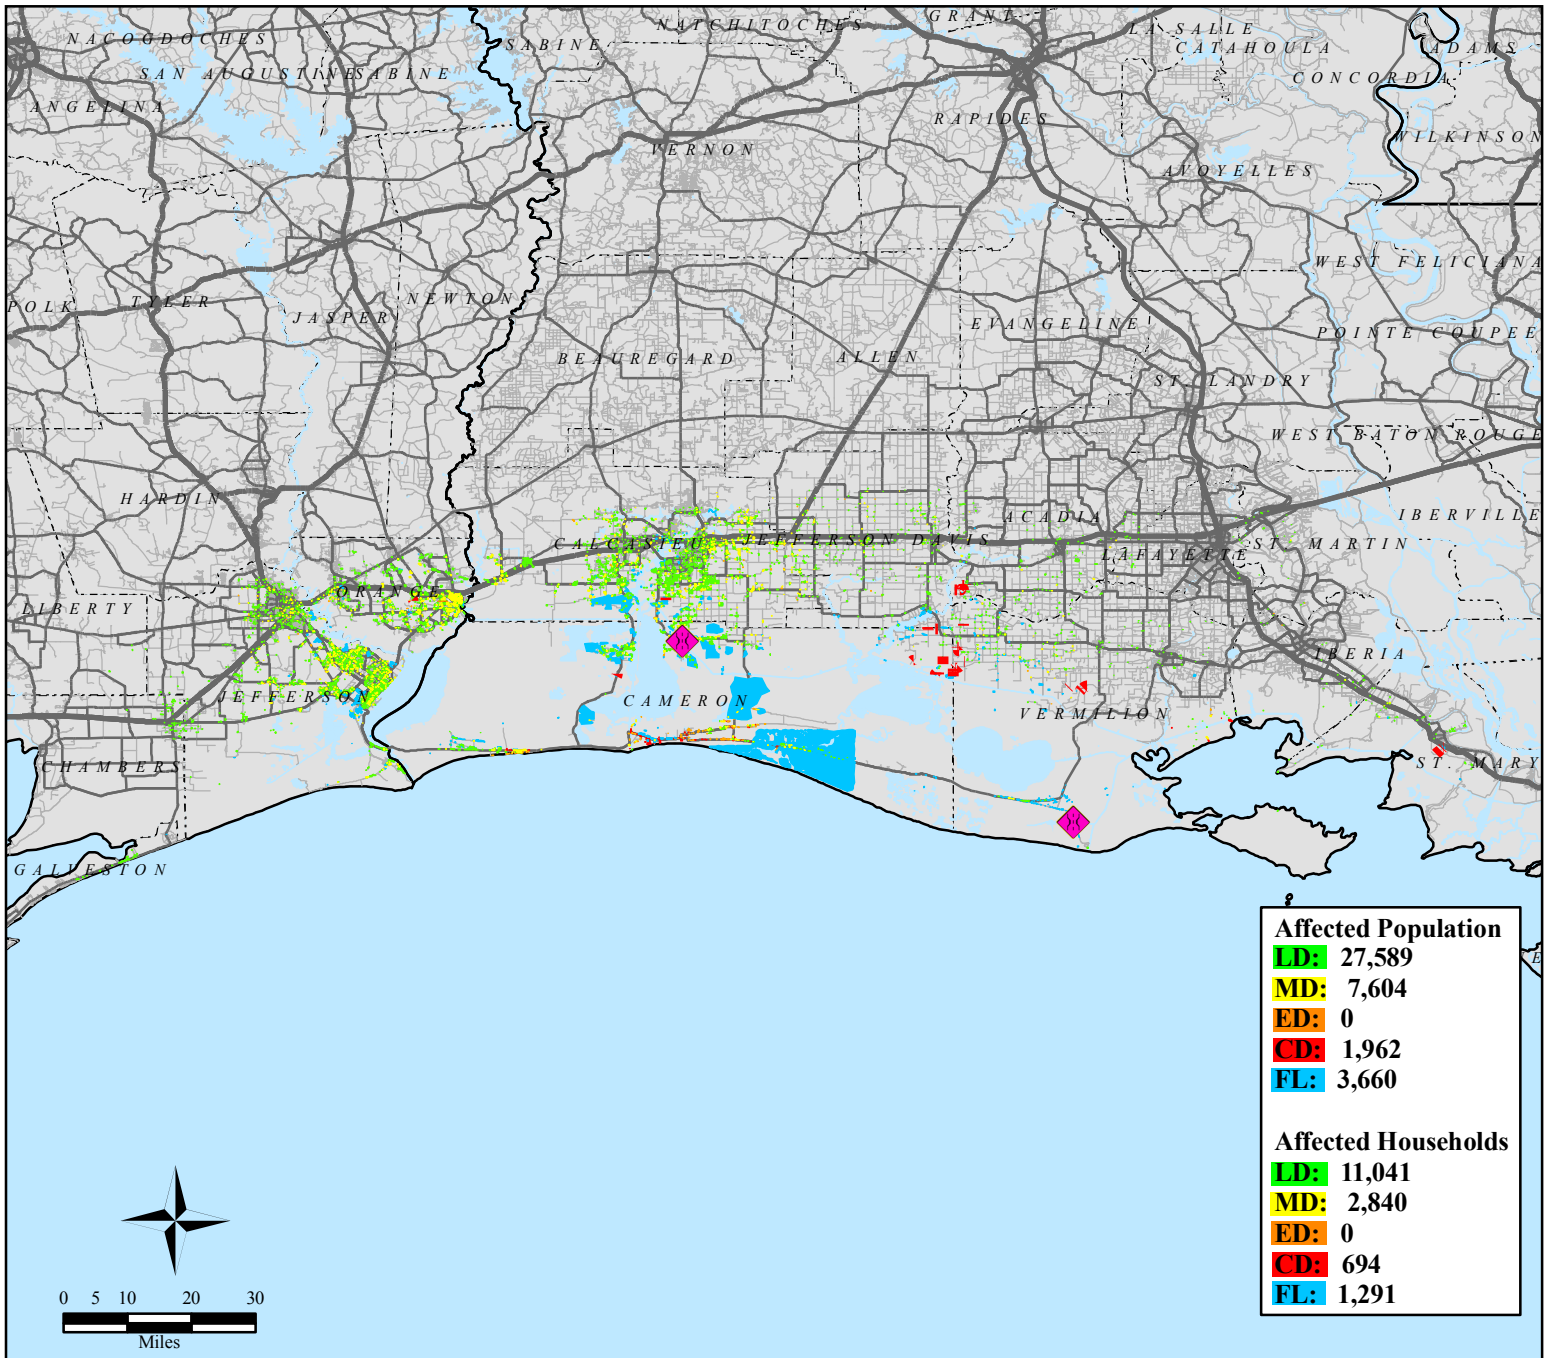 NACOGDOCHES
SABINE
NATCHITOCHES
GRANT
LA SALLE
CATAHOULA
ADAMS
SAN AUGUSTINE
SABINE
CONCORDIA
ANGELINA
RAPIDES
WILKINSON
VERNON
AVOYELLES
WEST FELICIANA
POLK
TYLER
NEWTON
JASPER
EVANGELINE
POINTE COUPEE
BEAUREGARD
ALLEN
ST. LANDRY
WEST BATON ROUGE
HARDIN
ACADIA
IBERVILLE
CALCASIEU
JEFFERSON DAVIS
LAFAYETTE
ST. MARTIN
ORANGE
LIBERTY
IBERIA
JEFFERSON
CAMERON
VERMILION
CHAMBERS
ST. MARY
GALVESTON
Affected Population
LD: 27,589
MD: 7,604
ED: 0
CD: 1,962
FL: 3,660
Affected Households
LD: 11,041
MD: 2,840
ED: 0
CD: 694
FL: 1,291
0 5 10 20 30
Miles